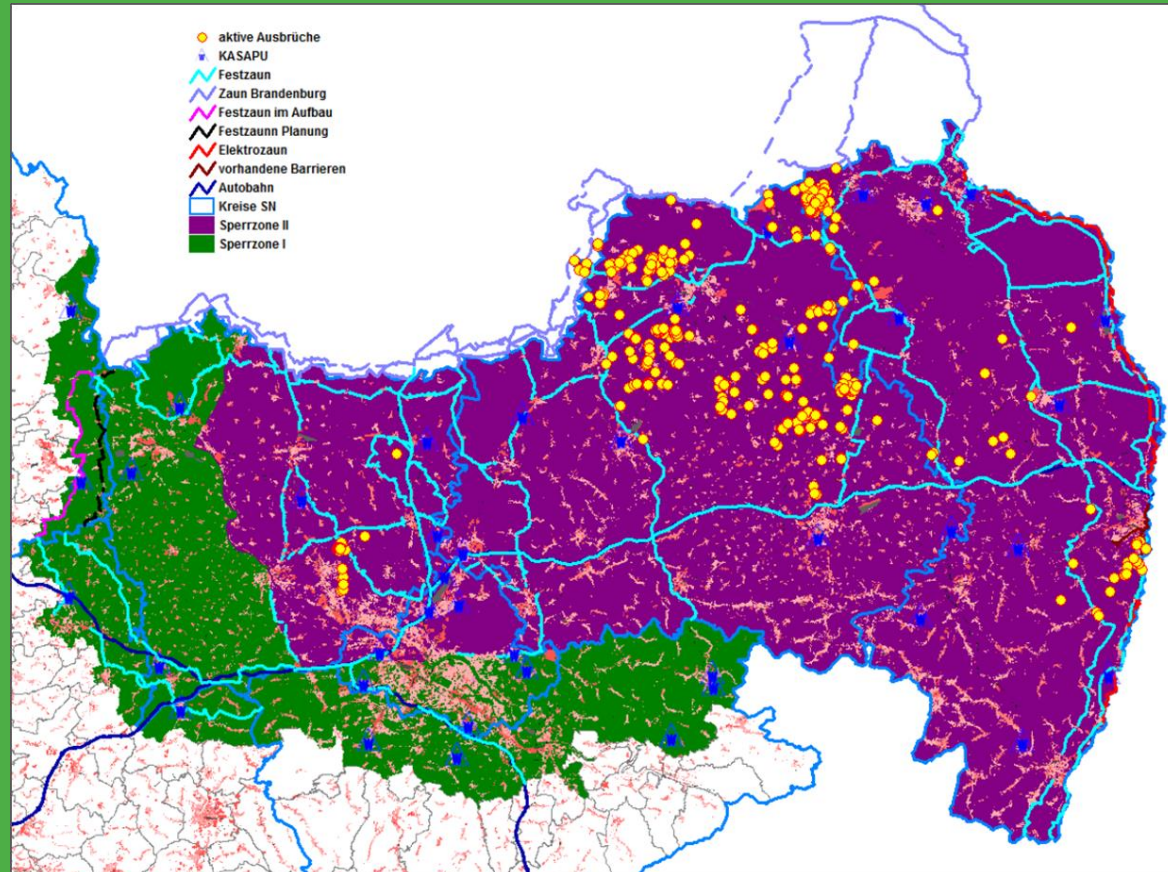 aktive Ausbrüche
KASAPU
Festzaun
Zaun Brandenburg
Festzaun im Aufbau
Festzaunn Planung
Elektrozaun
vorhandene Barrieren
Autobahn
Kreise SN
Sperrzone II
Sperrzone I